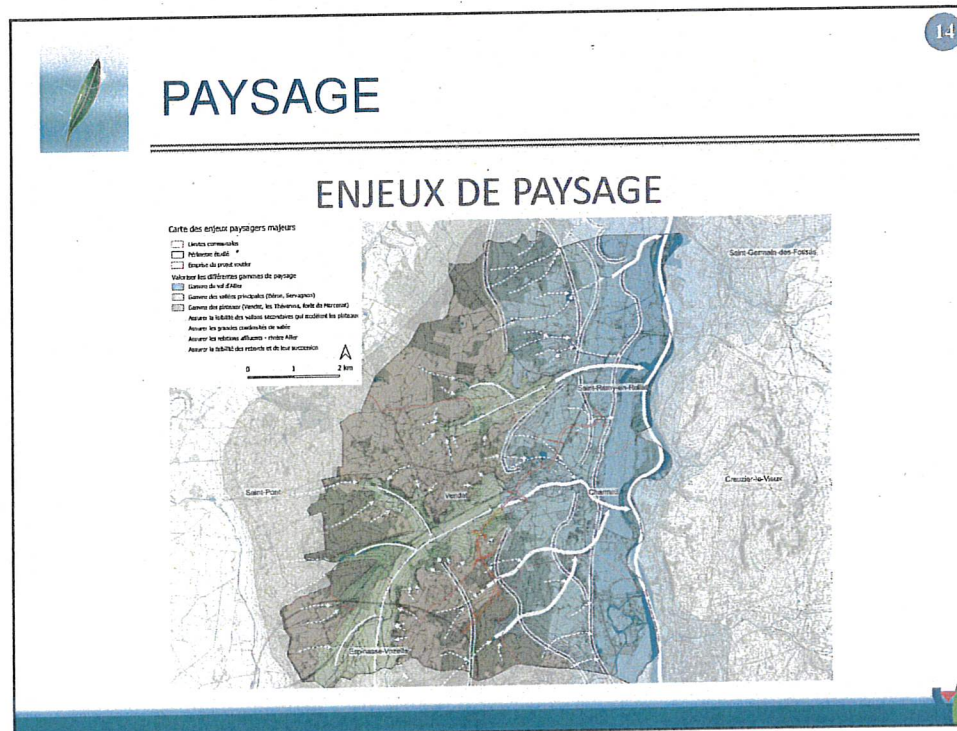 14
PAYSAGE
ENJEUX DE PAYSAGE
Carte des enjeux paysagers majeurs
Limites communales
Périmètre étudié
Emprise du projet routier
Valoriser les différentes gammes de paysage
Gamme du val d'Allier
Gamme des vallées principales (Béron, Servagnon)
Gamme des plateaux (Vendat, les Thévenins, forêt de Marcenat)
Assurer la lisibilité des vallons secondaires qui modèlent les plateaux
Assurer les grandes continuités de vallée
Assurer les relations affluents - rivière Allier
Assurer la lisibilité des rebords et de leur succession
0 1 2 km
Saint-Germain-des-Fossés
Saint-Rémy-en-Rollat
Saint-Pont
Vendat
Charmeil
Creuzier-le-Vieux
Espinasse-Vozelle